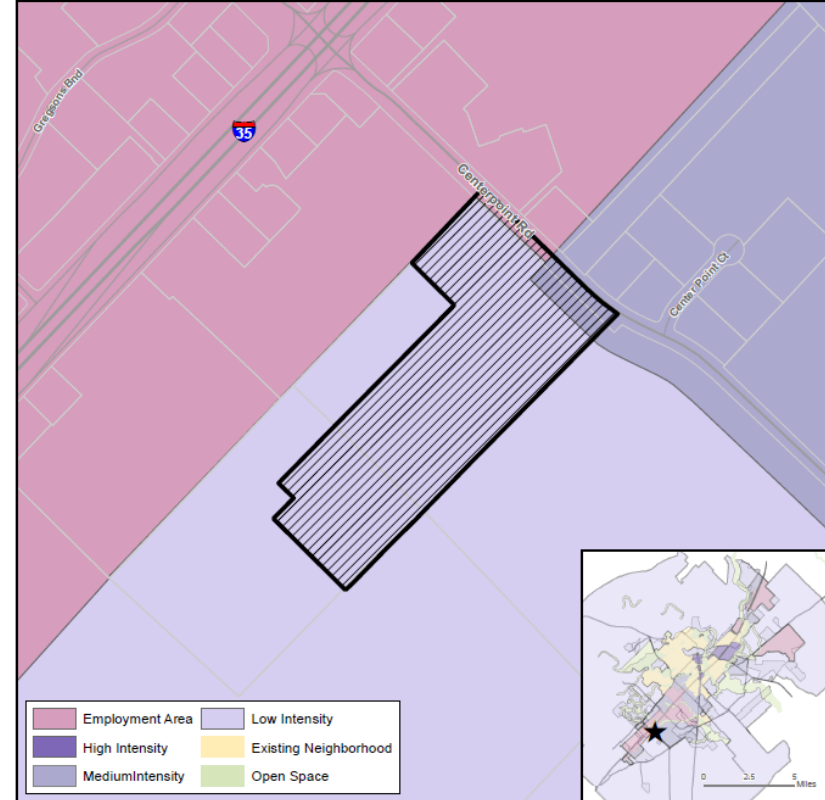 Gregsons Bnd
35
Centerpoint Rd
Center Point Ct
Employment Area
Low Intensity
High Intensity
Existing Neighborhood
MediumIntensity
Open Space
0 2.5 5
Miles